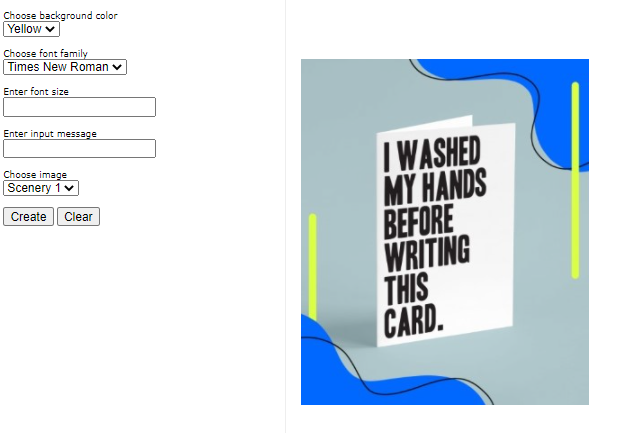 Choose background color
Yellow
Choose font family
Times New Roman
Enter font size
Enter input message
Choose image
Scenery 1
Create Clear
I WASHED
MY HANDS
BEFORE
WRITING
THIS
CARD.